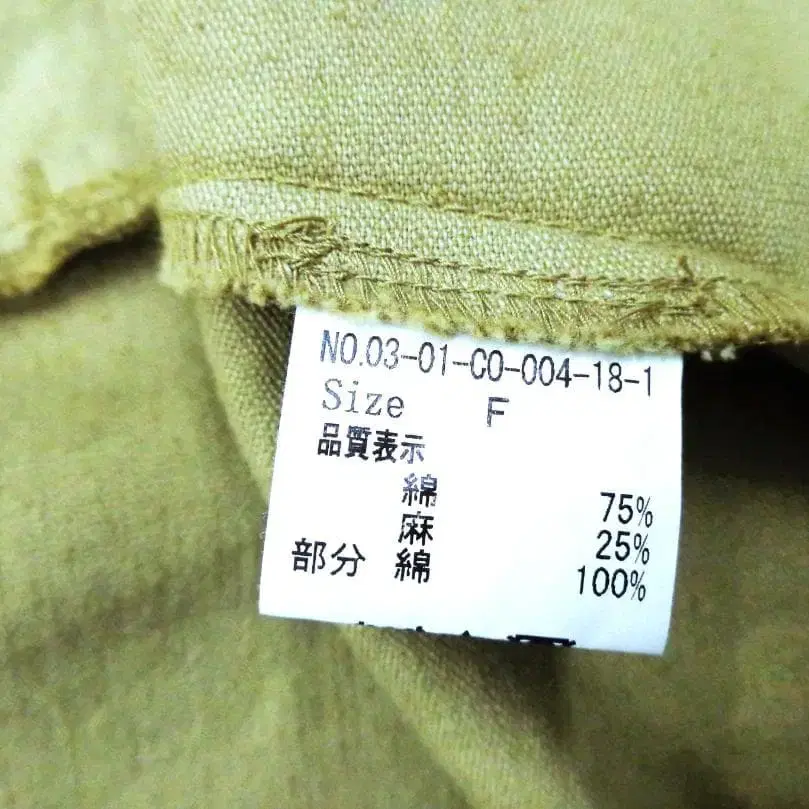 NO.03-01-CO-004-18-1
Size F
品質表示
綿 75%
麻 25%
部分 綿 100%